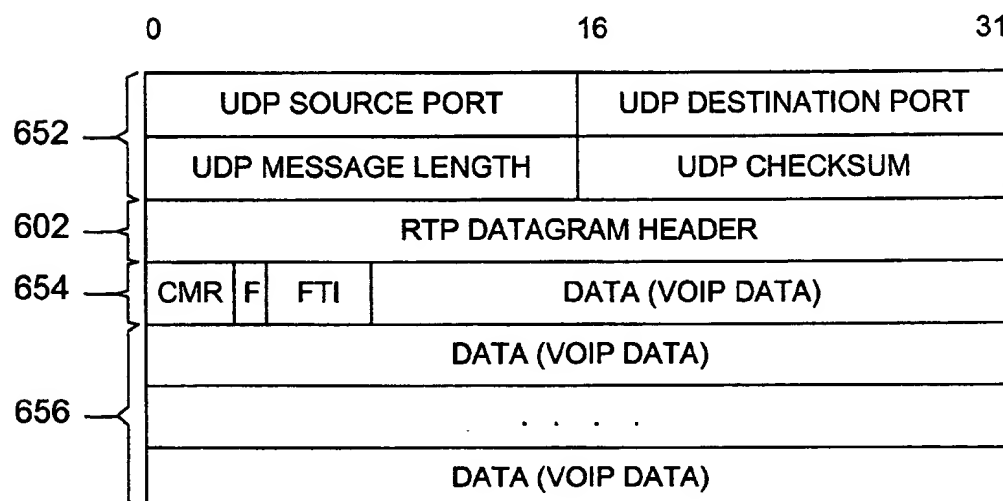 0 16 31
UDP SOURCE PORT UDP DESTINATION PORT
652
UDP MESSAGE LENGTH UDP CHECKSUM
602 RTP DATAGRAM HEADER
654 CMR F FTI DATA (VOIP DATA)
DATA (VOIP DATA)
656 . . . .
DATA (VOIP DATA)